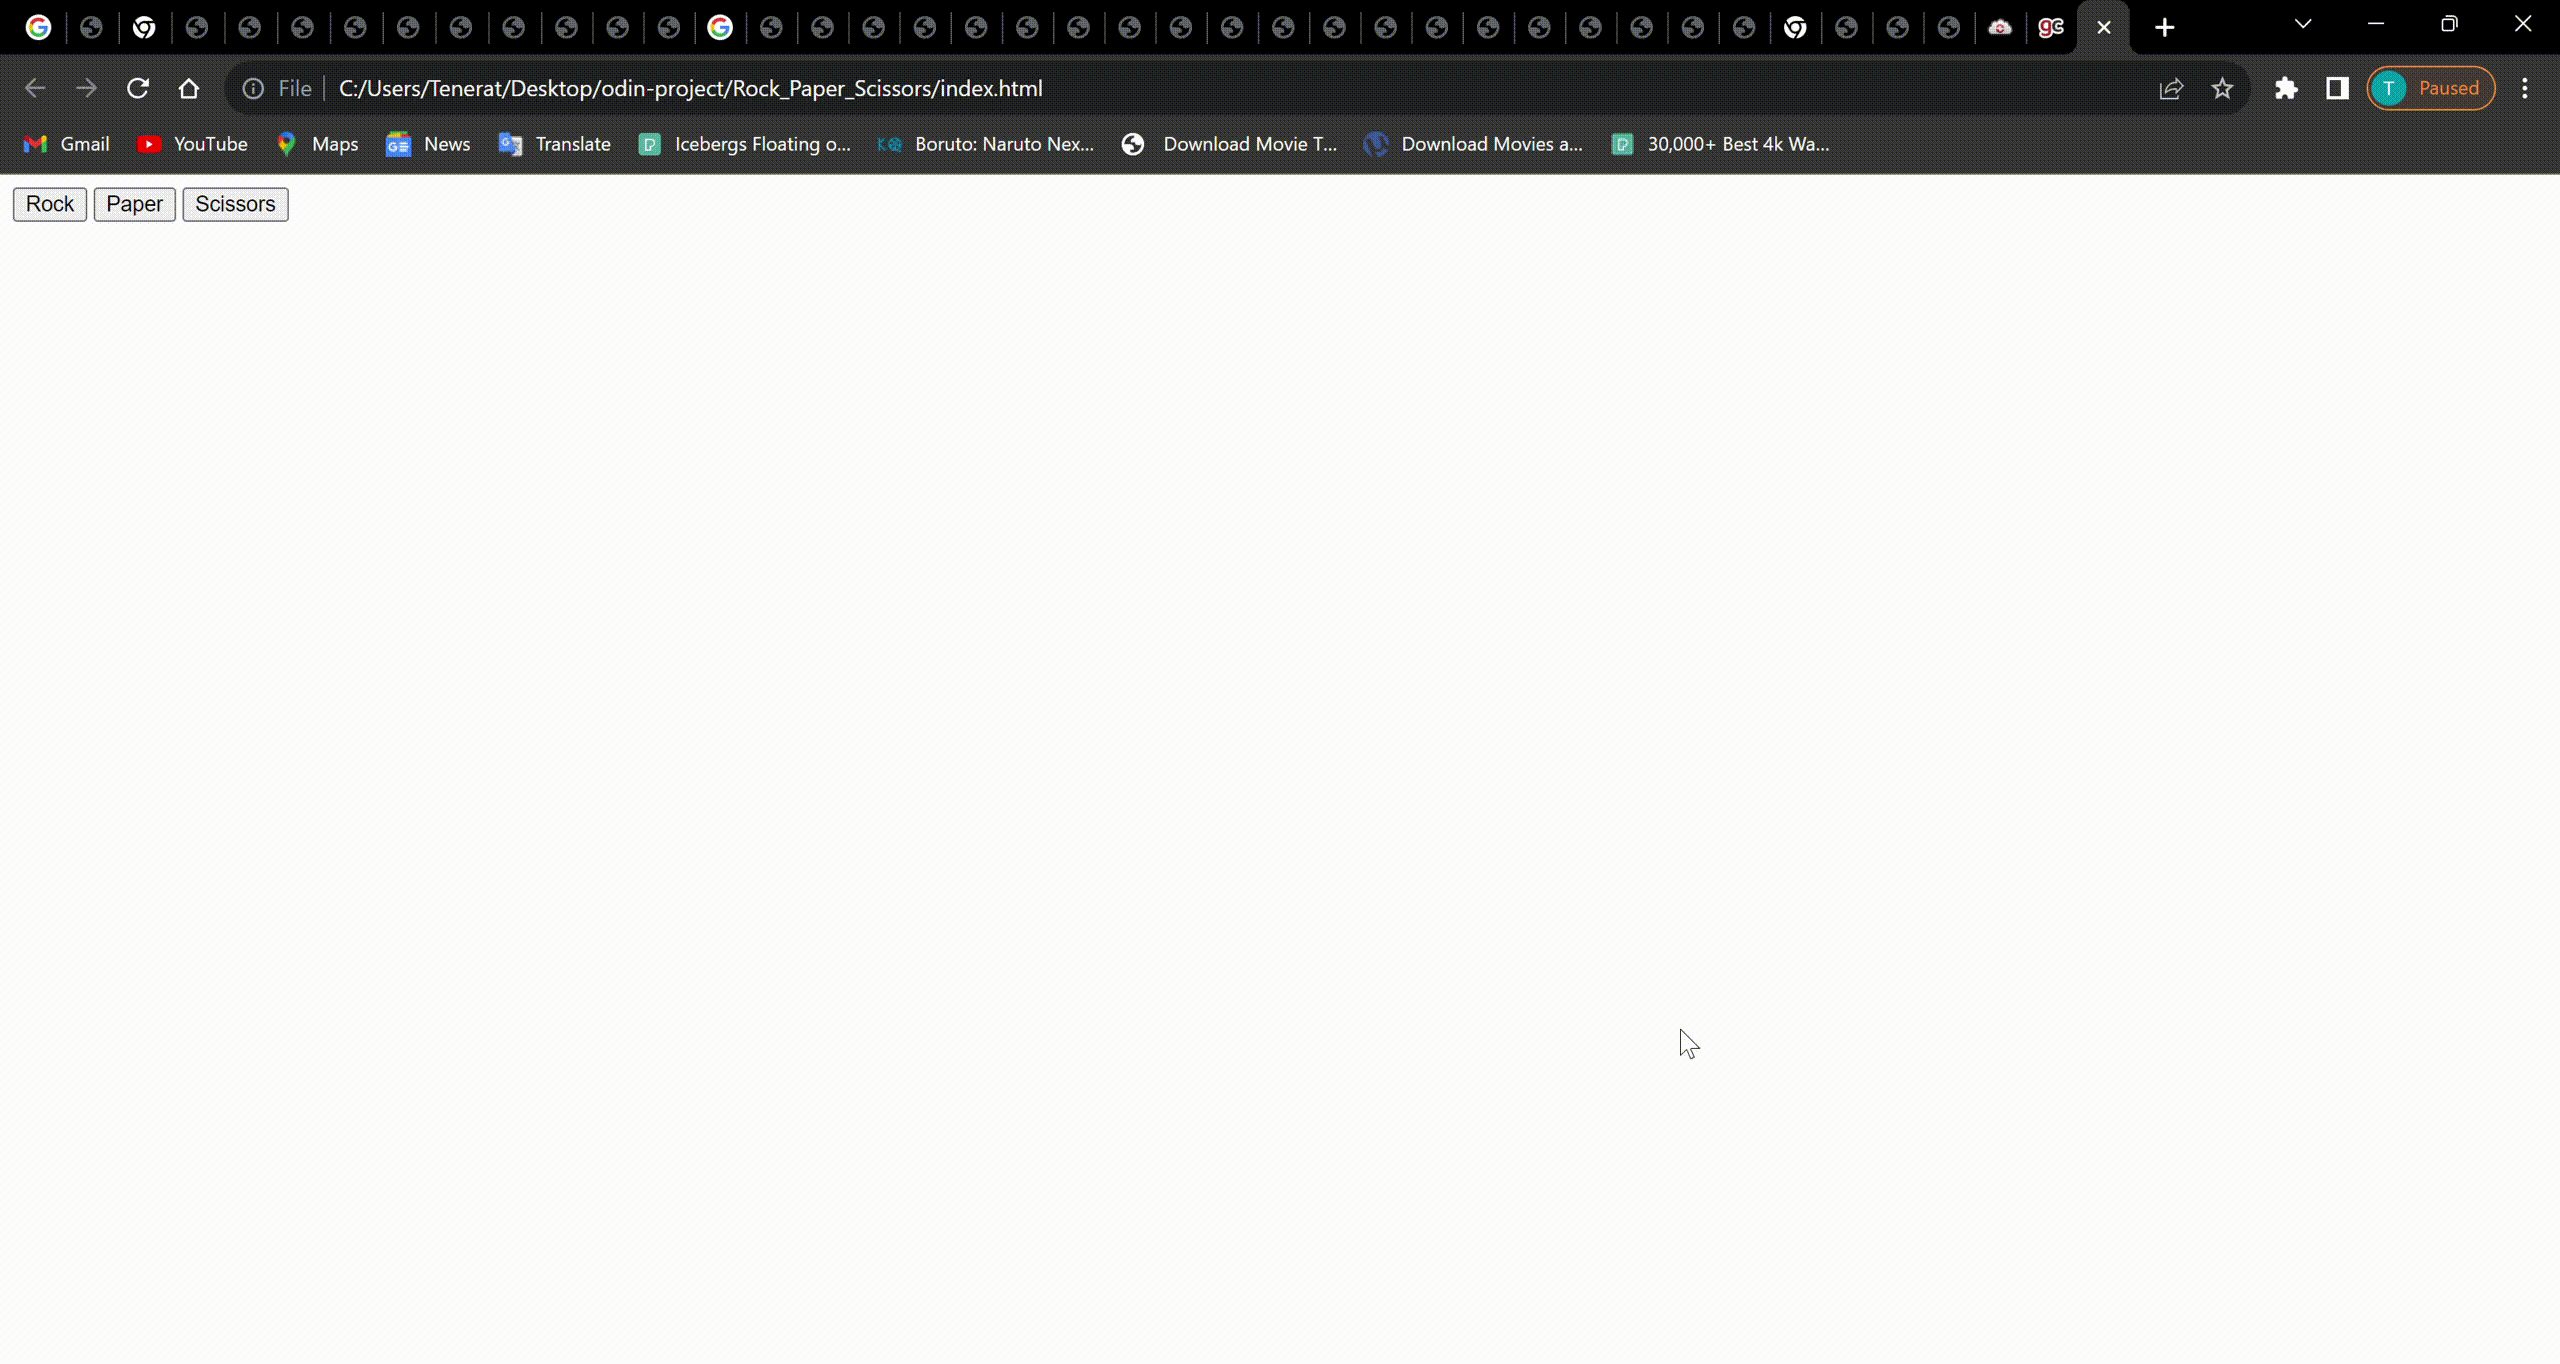 gc
File C:/Users/Tenerat/Desktop/odin-project/Rock_Paper_Scissors/index.html T Paused
Gmail YouTube Maps News Translate Icebergs Floating o... Boruto: Naruto Nex... Download Movie T... Download Movies a... 30,000+ Best 4k Wa...
Rock Paper Scissors